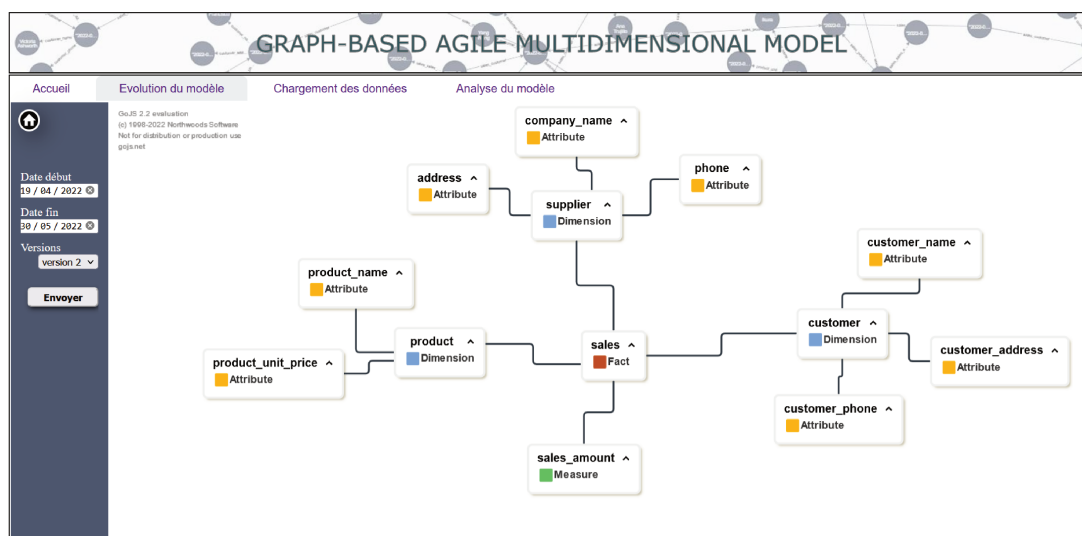 GRAPH-BASED AGILE MULTIDIMENSIONAL MODEL
Accueil
Evolution du modèle
Chargement des données
Analyse du modèle
GoJS 2.2 evaluation
(c) 1998-2022 Northwoods Software
Not for distribution or production use
gojs.net
Date début
19 / 04 / 2022
Date fin
30 / 05 / 2022
Versions
version 2
Envoyer
company_name
Attribute
address
Attribute
phone
Attribute
supplier
Dimension
customer_name
Attribute
product_name
Attribute
customer
Dimension
product
Dimension
sales
Fact
customer_address
Attribute
product_unit_price
Attribute
customer_phone
Attribute
sales_amount
Measure